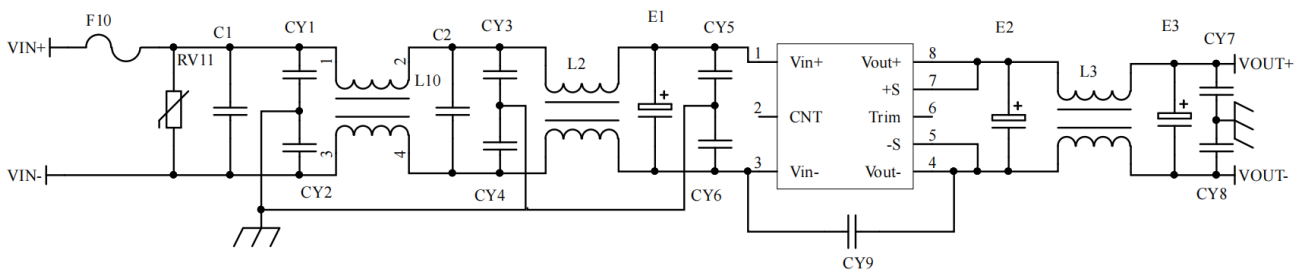 F10
VIN+
RV11
C1
CY1
1
2
L10
C2
CY3
L2
E1
CY5
1
Vin+
Vout+
8
+S
7
2
CNT
Trim
6
-S
5
3
Vin-
Vout-
4
E2
L3
E3
CY7
VOUT+
VIN-
3
4
CY2
CY4
CY6
CY9
CY8
VOUT-
+
+
+